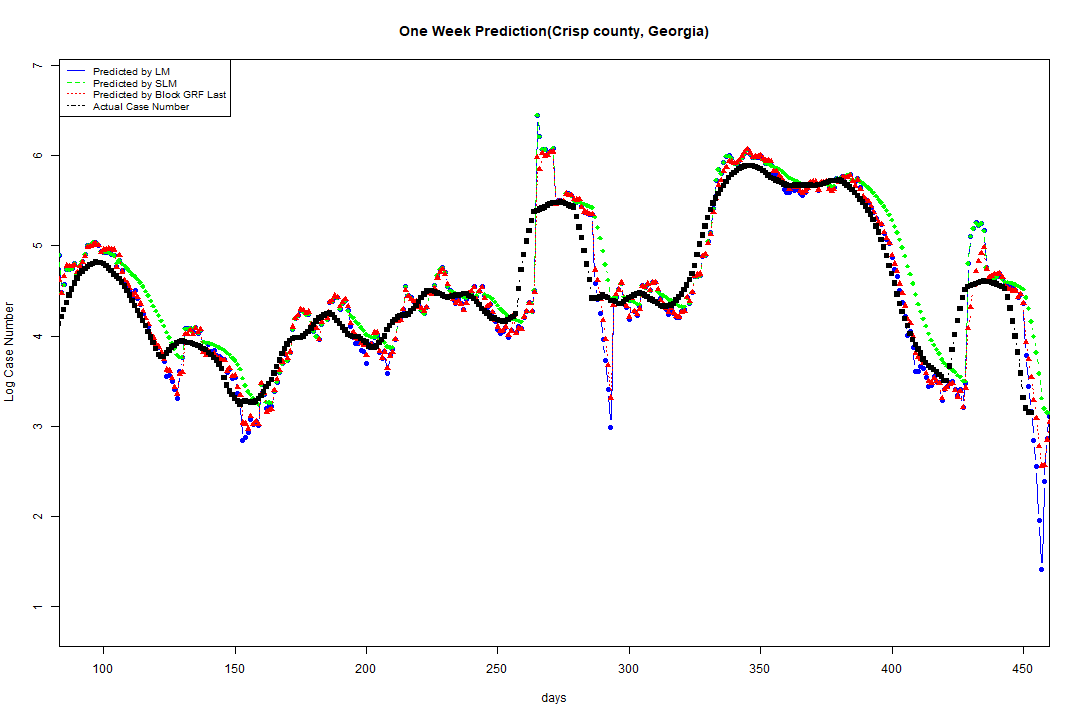 One Week Prediction(Crisp county, Georgia)
Predicted by LM
Predicted by SLM
Predicted by Block GRF Last
Actual Case Number
7
6
5
4
3
2
1
Log Case Number
100 150 200 250 300 350 400 450
days